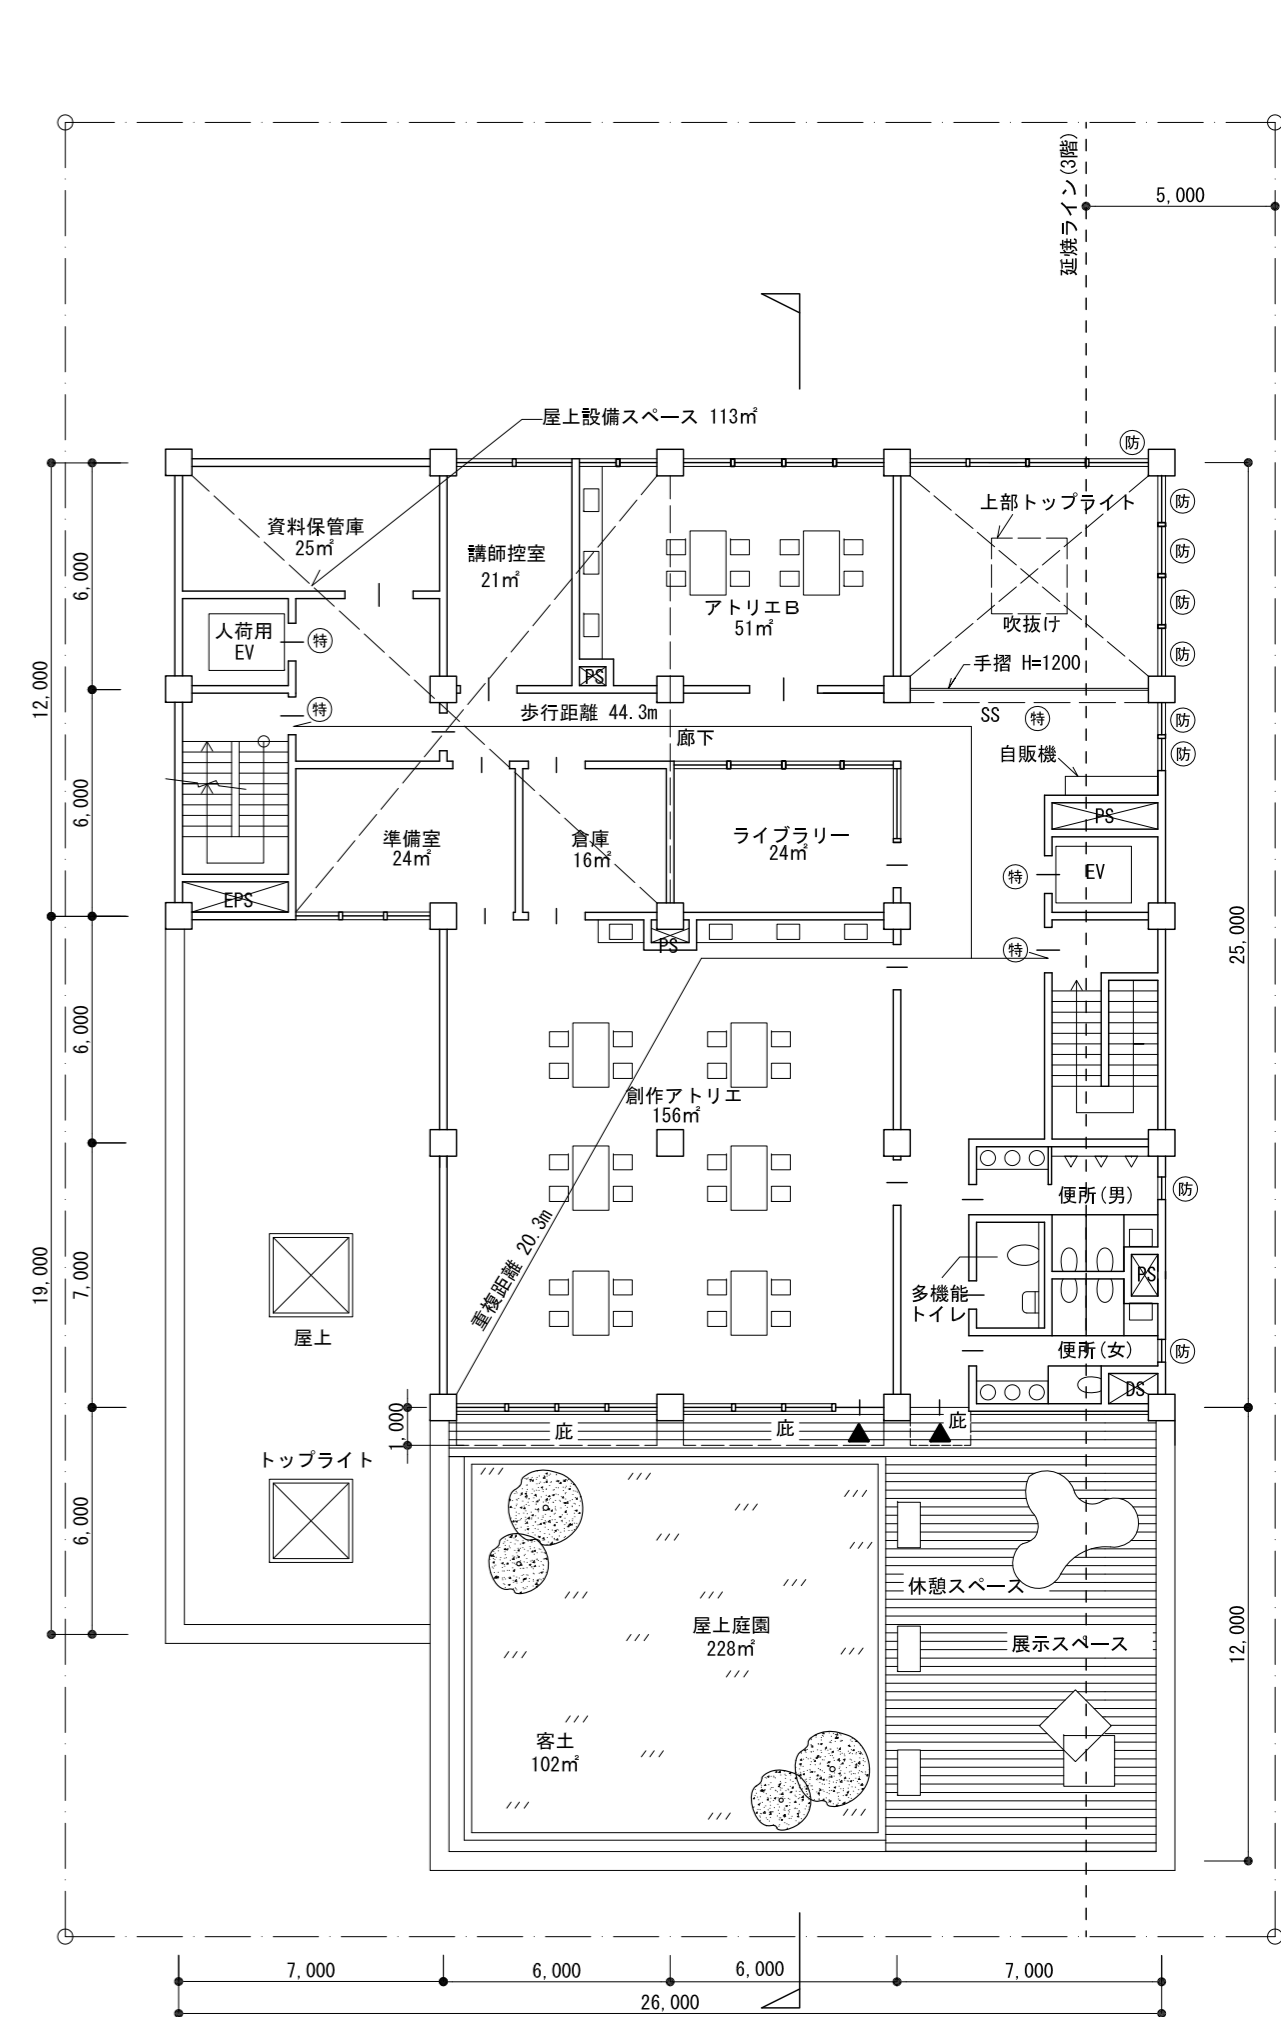 延焼ライン(3階)
5,000
屋上設備スペース 113㎡
防
上部トップライト
防
資料保管庫
25㎡
講師控室
21㎡
防
アトリエB
51㎡
防
吹抜け
人荷用
EV
特
防
手摺 H=1200
PS
歩行距離 44.3m
特
SS
特
防
廊下
自販機
防
6,000
12,000
6,000
準備室
24㎡
倉庫
16㎡
ライブラリー
24㎡
PS
EV
特
EPS
PS
特
25,000
6,000
創作アトリエ
156㎡
便所(男)
防
重複距離 20.3m
7,000
19,000
PS
多機能
トイレ
屋上
便所(女)
防
DS
1,000
庇
庇
庇
トップライト
6,000
休憩スペース
屋上庭園
228㎡
展示スペース
12,000
客土
102㎡
7,000
6,000
6,000
7,000
26,000